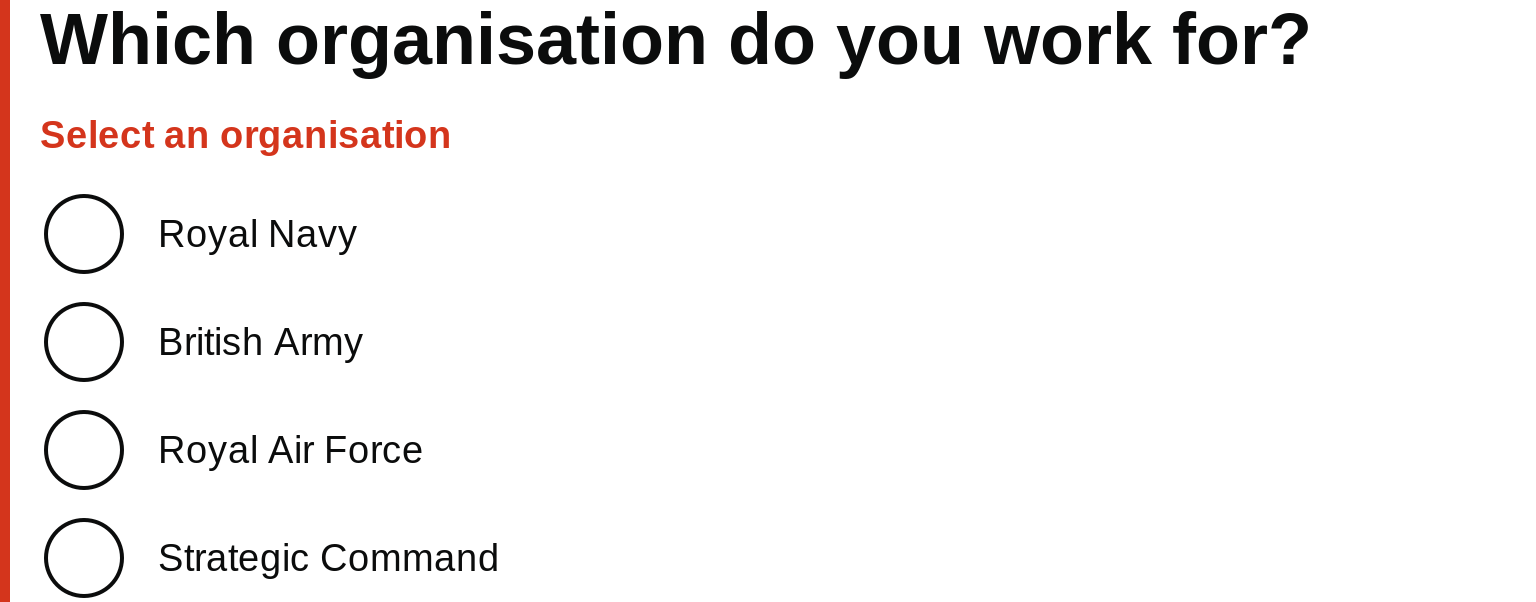 Which organisation do you work for?
Select an organisation
Royal Navy
British Army
Royal Air Force
Strategic Command